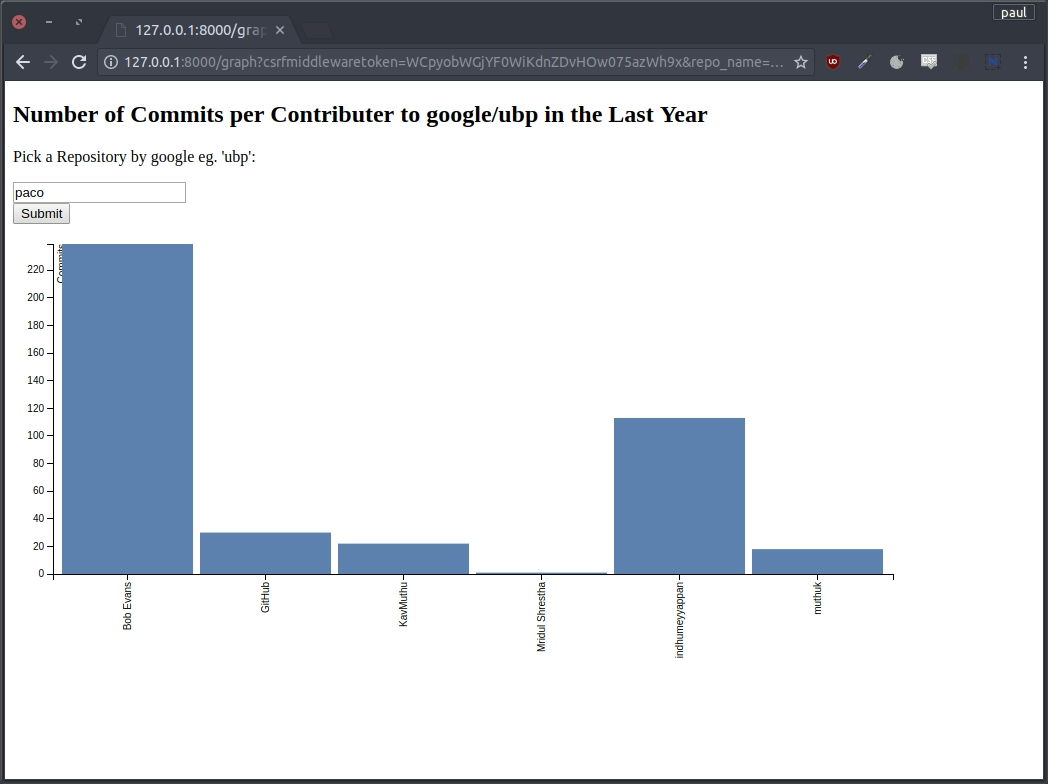 paul
127.0.0.1:8000/grap
127.0.0.1:8000/graph?csrfmiddlewaretoken=WCpyobWGjYF0WiKdnZDvHOw075azWh9x&repo_name=...
Number of Commits per Contributer to google/ubp in the Last Year
Pick a Repository by google eg. 'ubp':
paco
Submit
Commits
220
200
180
160
140
120
100
80
60
40
20
0
Bob Evans
GitHub
KavMuthu
Mridul Shrestha
indhumeyyappan
muthuk